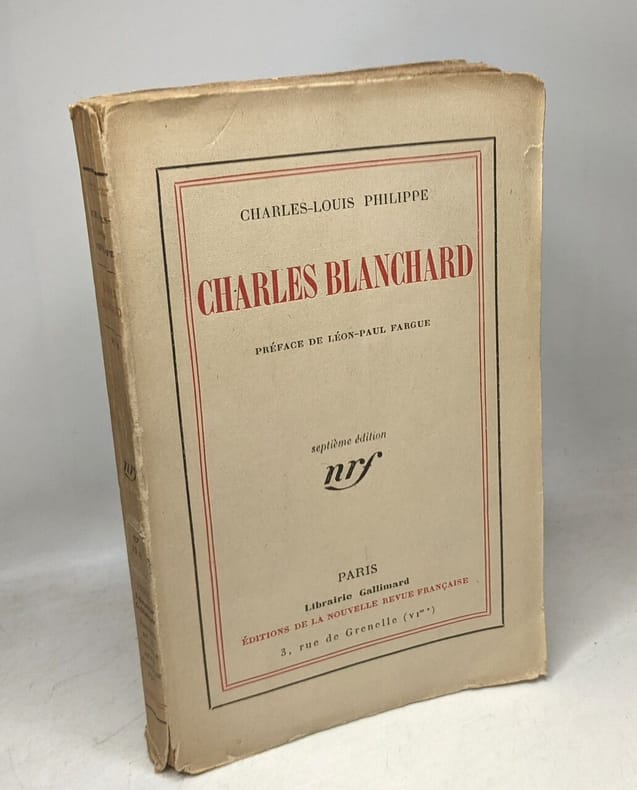 CHARLES-LOUIS PHILIPPE
CHARLES BLANCHARD
PRÉFACE DE LÉON-PAUL FARGUE
septième édition
nrf
PARIS
Librairie Gallimard
ÉDITIONS DE LA NOUVELLE REVUE FRANÇAISE
3, rue de Grenelle (VIme)
nrf